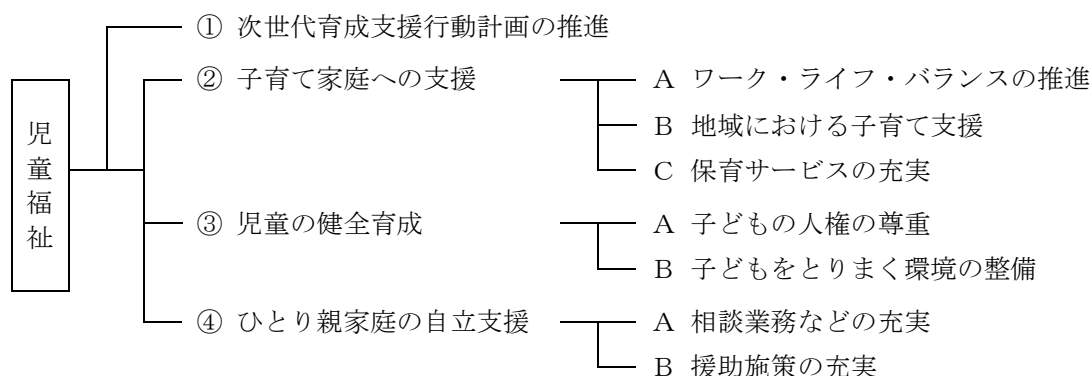 児童福祉
① 次世代育成支援行動計画の推進
② 子育て家庭への支援
A ワーク・ライフ・バランスの推進
B 地域における子育て支援
C 保育サービスの充実
③ 児童の健全育成
A 子どもの人権の尊重
B 子どもをとりまく環境の整備
④ ひとり親家庭の自立支援
A 相談業務などの充実
B 援助施策の充実